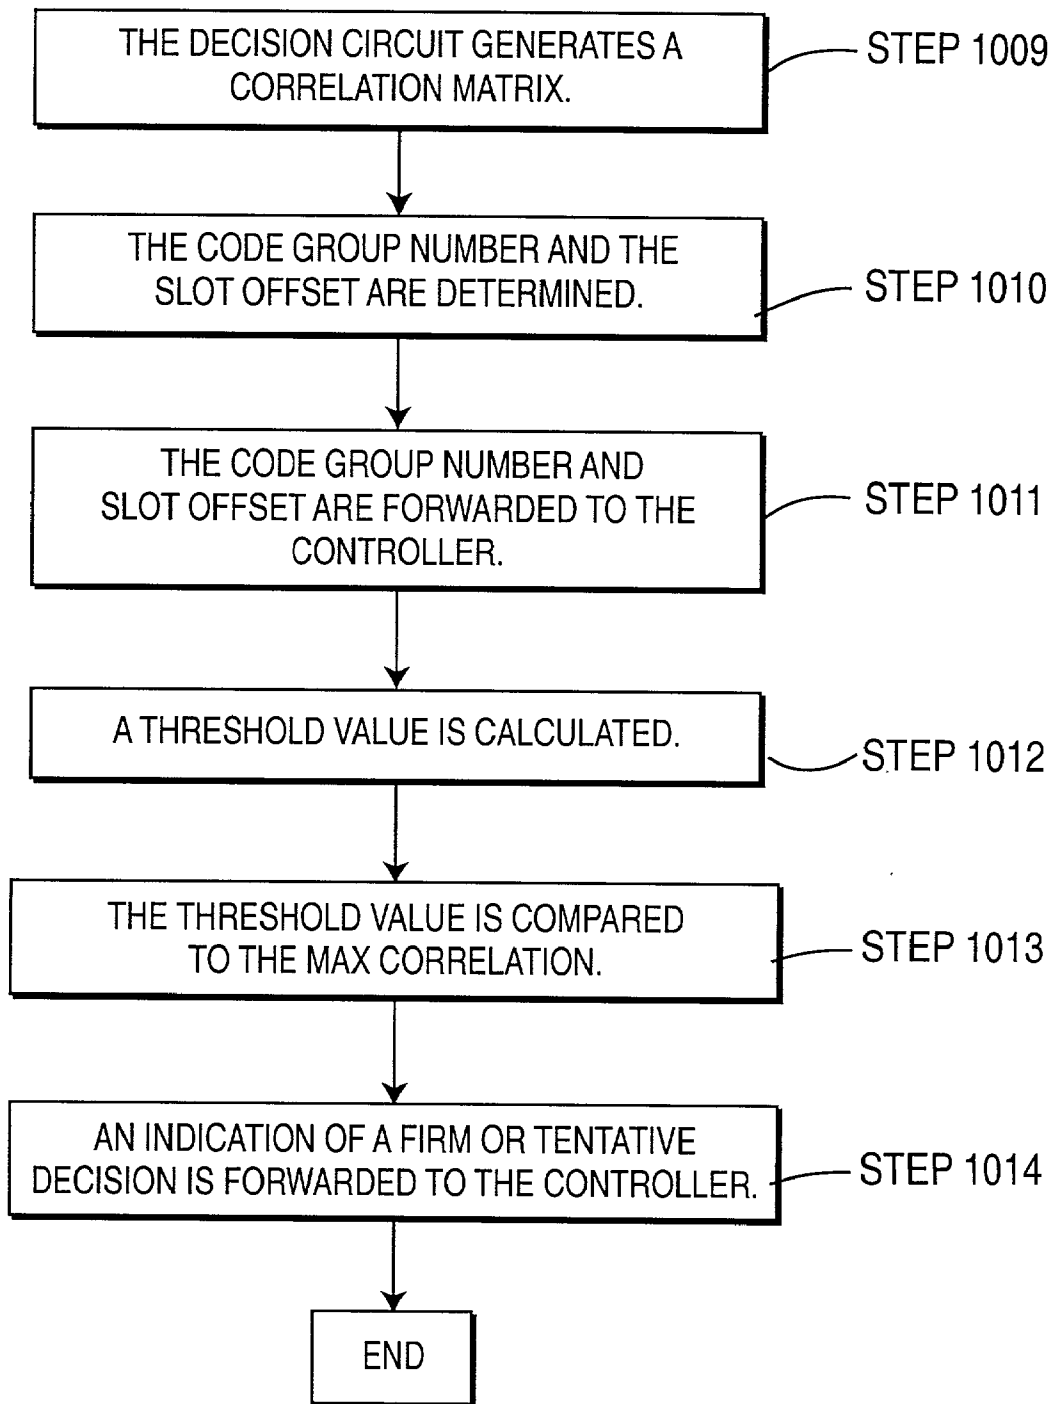 THE DECISION CIRCUIT GENERATES A
CORRELATION MATRIX.
STEP 1009
THE CODE GROUP NUMBER AND THE
SLOT OFFSET ARE DETERMINED.
STEP 1010
THE CODE GROUP NUMBER AND
SLOT OFFSET ARE FORWARDED TO THE
CONTROLLER.
STEP 1011
A THRESHOLD VALUE IS CALCULATED.
STEP 1012
THE THRESHOLD VALUE IS COMPARED
TO THE MAX CORRELATION.
STEP 1013
AN INDICATION OF A FIRM OR TENTATIVE
DECISION IS FORWARDED TO THE CONTROLLER.
STEP 1014
END